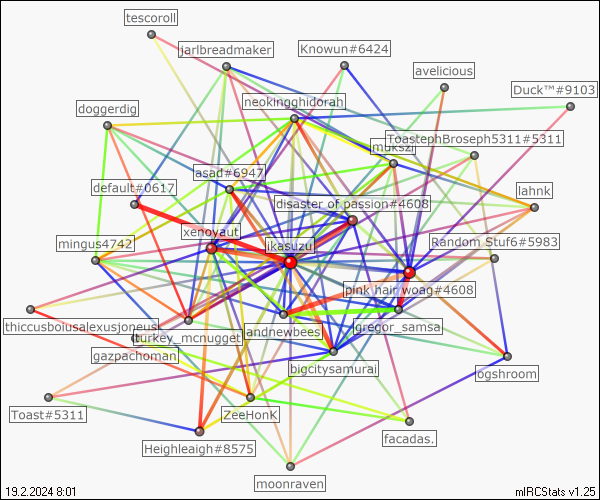 tescoroll
jarlbreadmaker
Knowun#6424
avelicious
Duck™#9103
neokingghidorah
doggerdig
ToastephBroseph5311#5311
mukszi
asad#6947
default#0617
lahnk
disaster of passion#4608
xenoyaut
ikasuzu
mingus4742
Random Stuf6#5983
pink hair woag#4608
thiccusboiusalexusjoneus
turkey_mcnugget
andnewbees
gregor_samsa
gazpachoman
bigcitysamurai
ogshroom
Toast#5311
ZeeHonk
Heighleaigh#8575
facadas.
moonraven
19.2.2024 8:01
mIRCStats v1.25